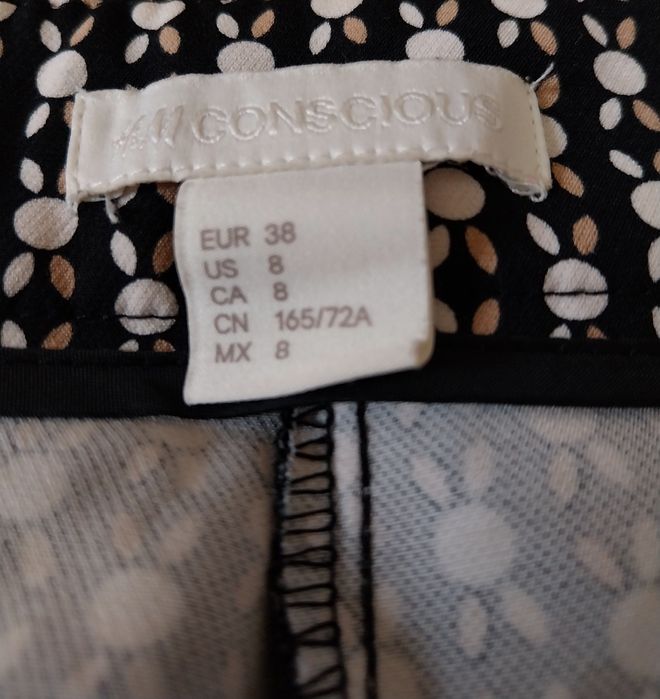 H&M CONSCIOUS
EUR 38
US 8
CA 8
CN 165/72A
MX 8